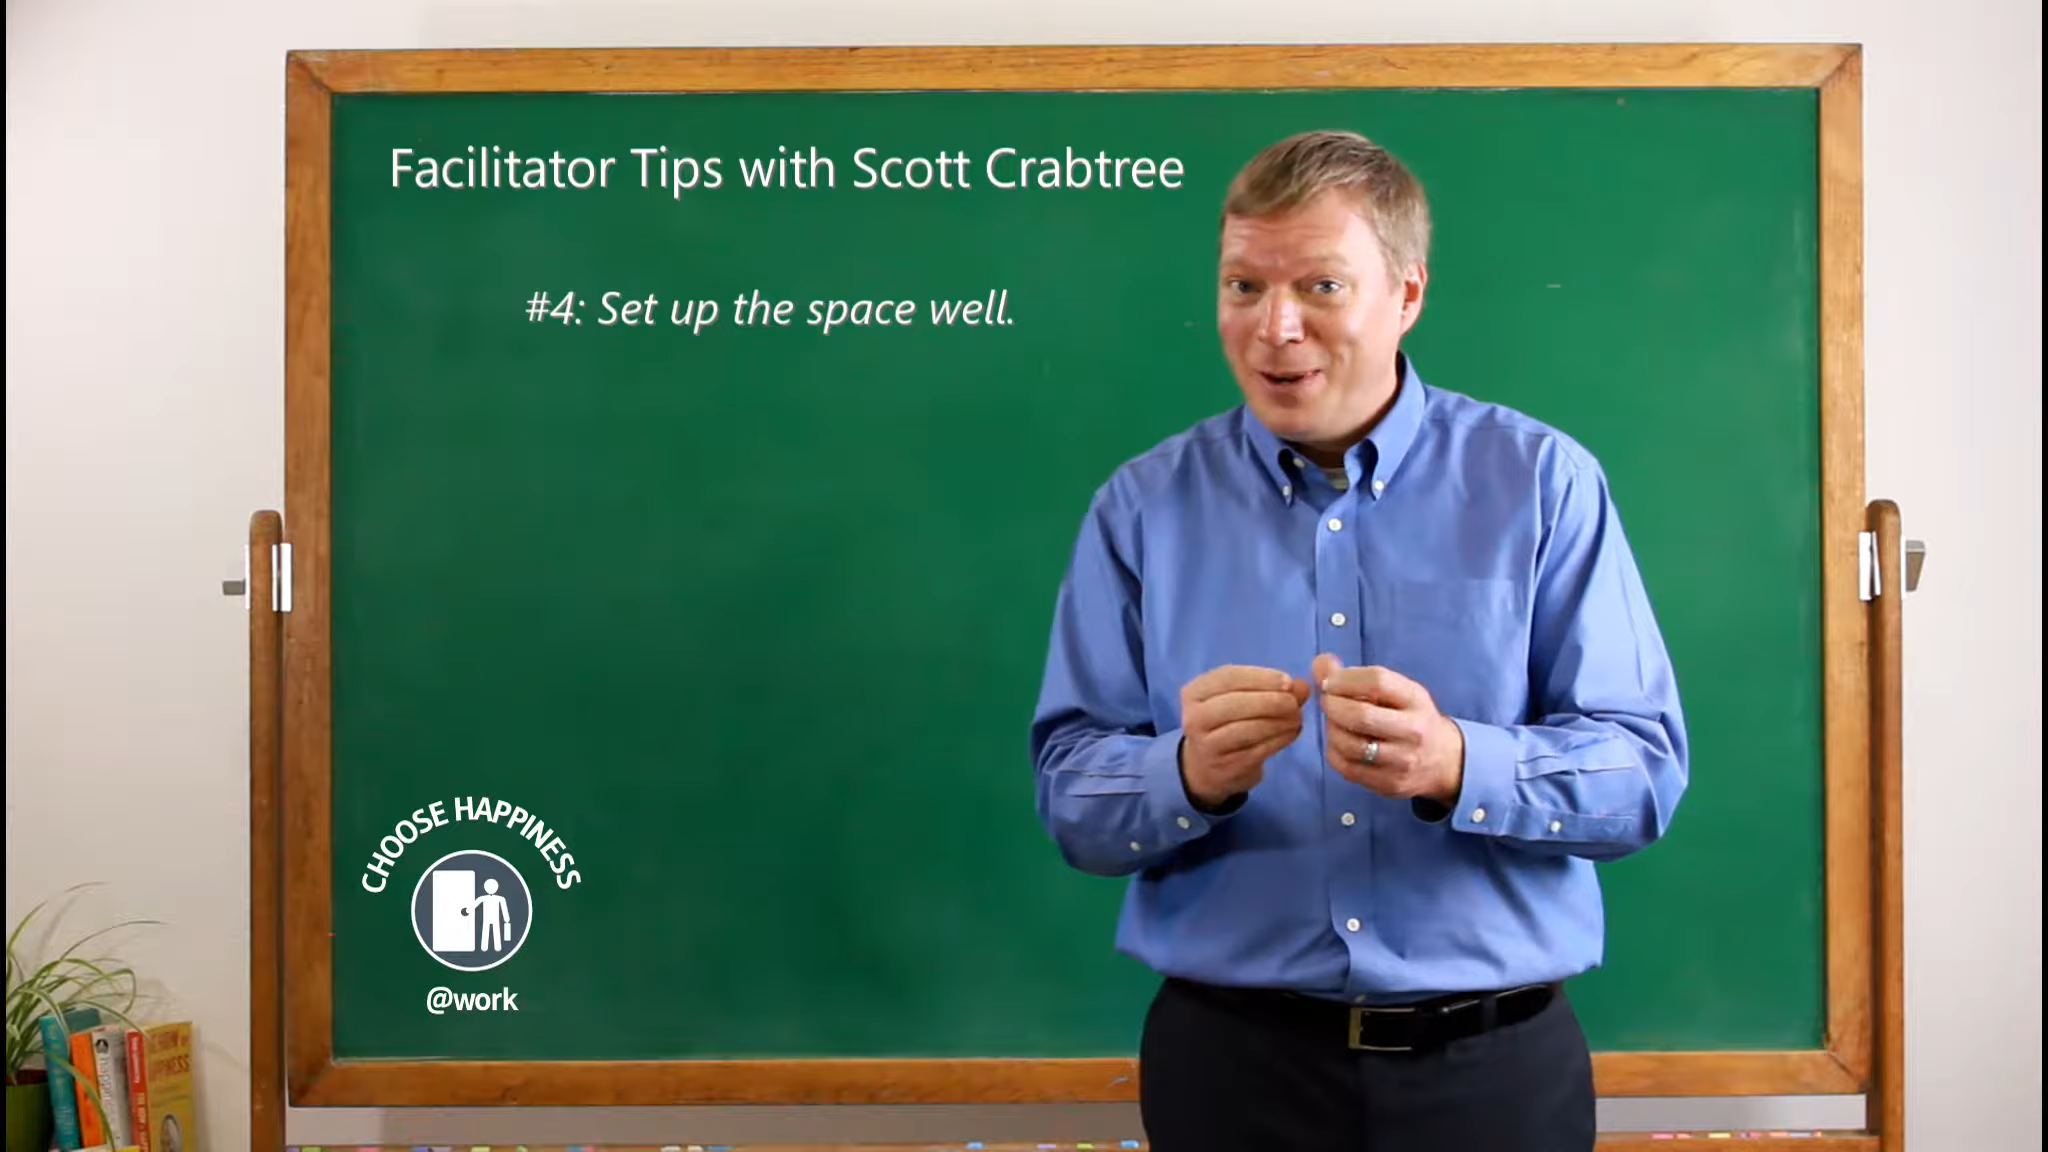 Facilitator Tips with Scott Crabtree
#4: Set up the space well.
CHOOSE HAPPINESS
@work